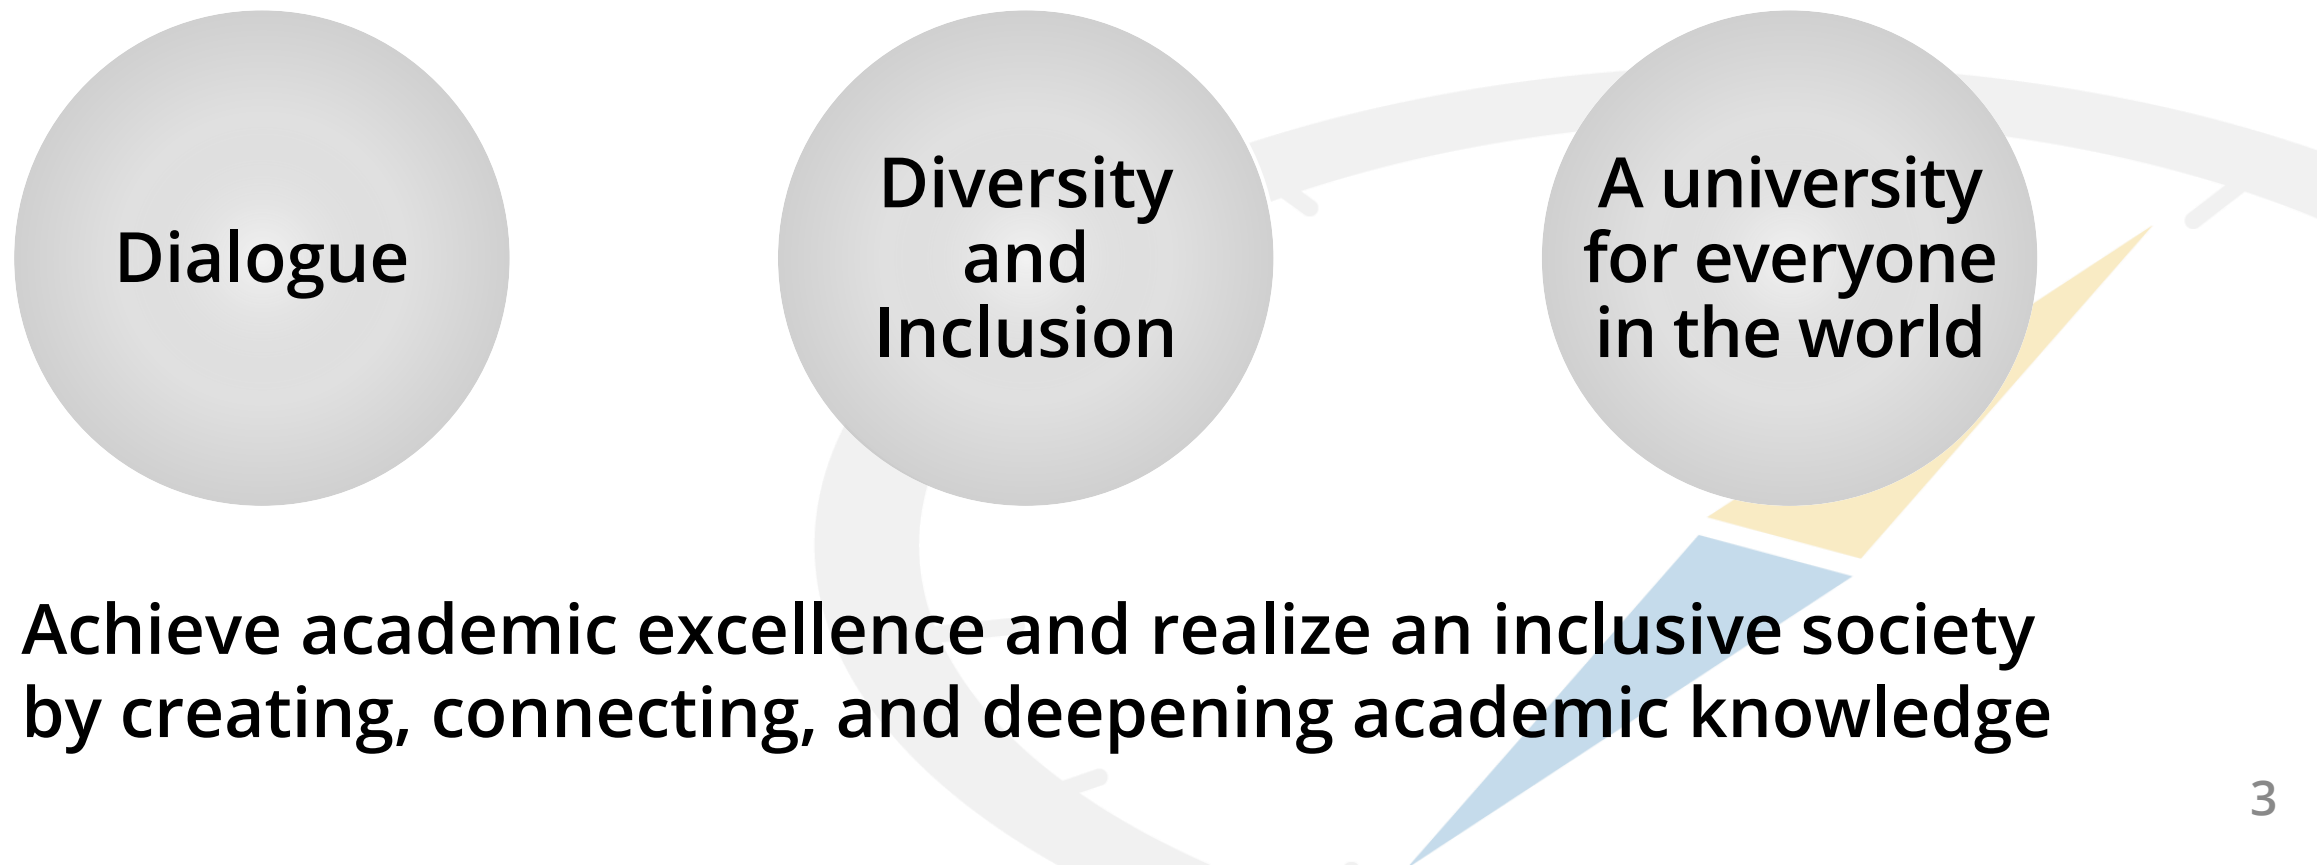 Dialogue
Diversity
and
Inclusion
A university
for everyone
in the world
Achieve academic excellence and realize an inclusive society
by creating, connecting, and deepening academic knowledge
3